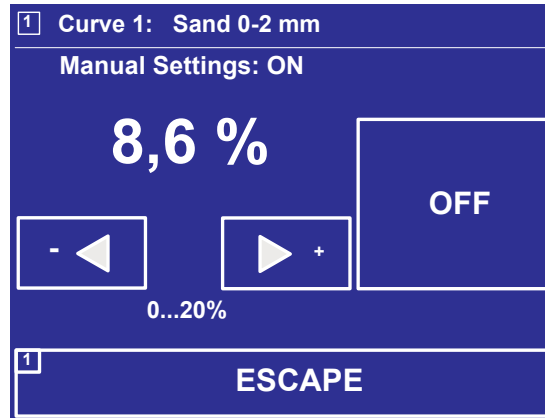 1 Curve 1: Sand 0-2 mm
Manual Settings: ON
8,6 %
OFF
- +
0...20%
1
ESCAPE